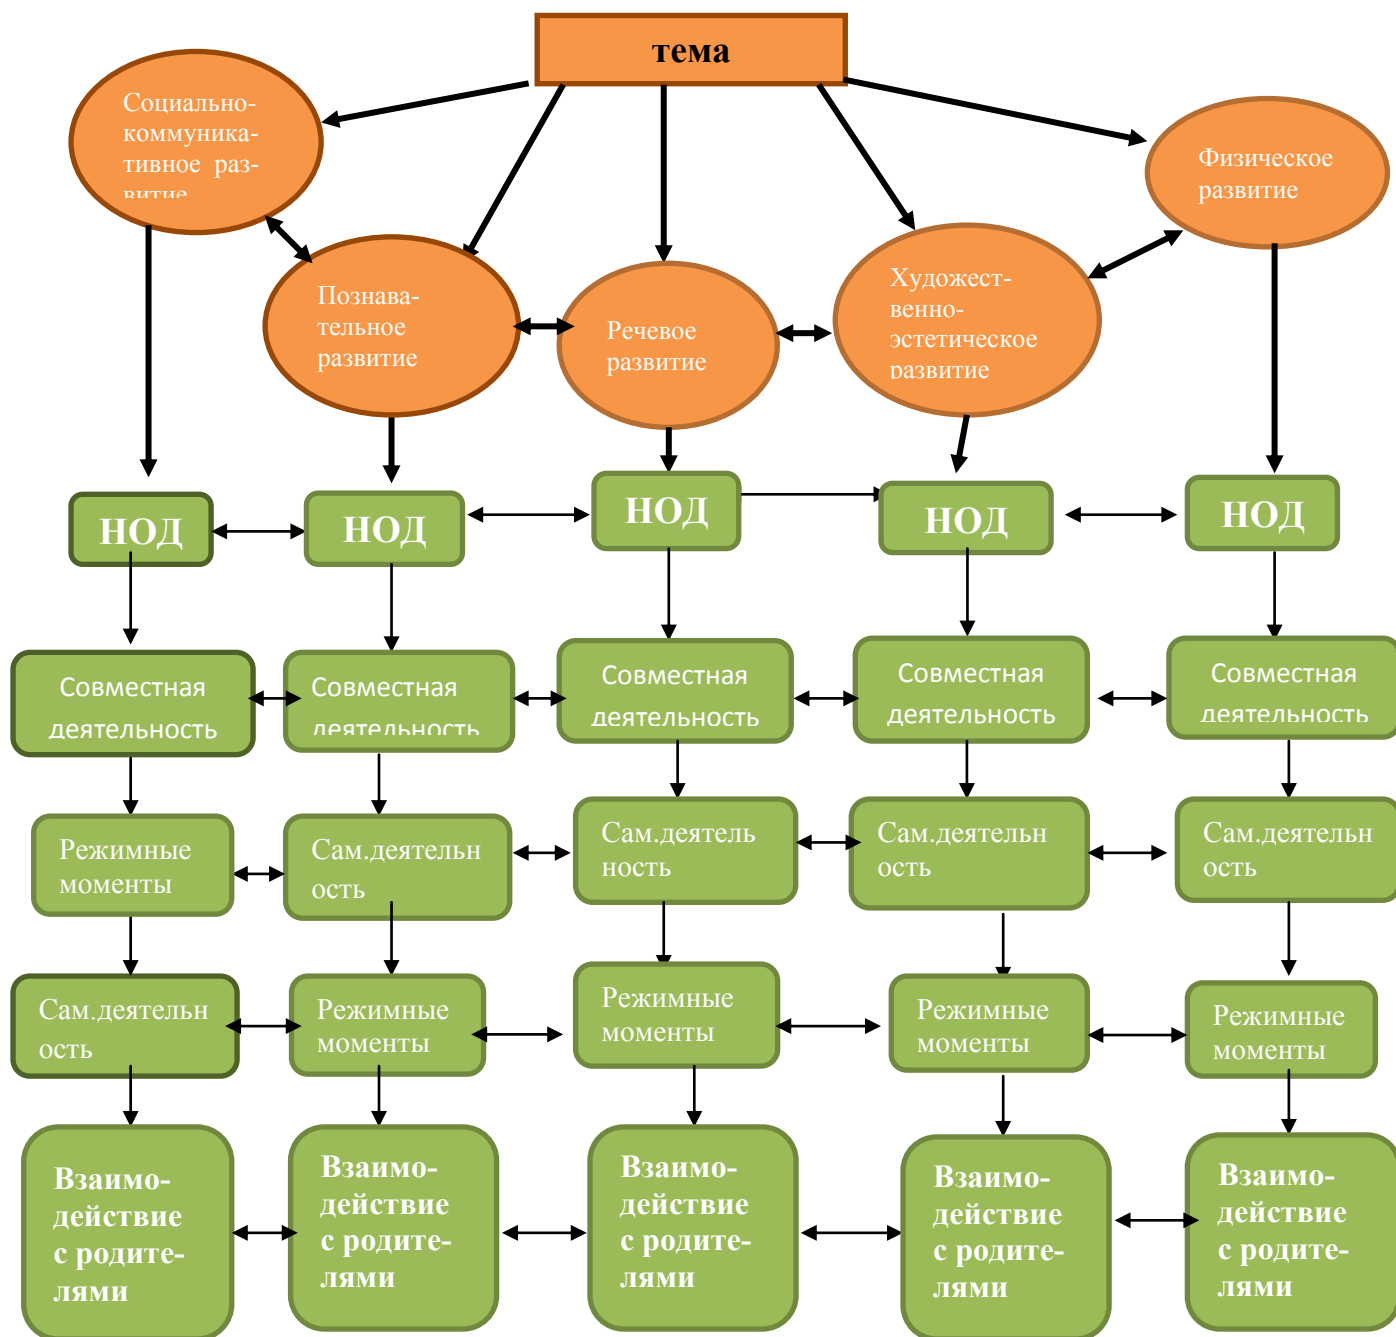 тема
Социально-
коммуника-
тивное раз-
витие
Физическое
развитие
Познава-
тельное
развитие
Речевое
развитие
Художест-
венно-
эстетическое
развитие
НОД
НОД
НОД
НОД
НОД
Совместная
деятельность
Совместная
деятельность
Совместная
деятельность
Совместная
деятельность
Совместная
деятельность
Режимные
моменты
Сам.деятельн
ость
Сам.деятель
ность
Сам.деятельн
ость
Сам.деятельн
ость
Сам.деятельн
ость
Режимные
моменты
Режимные
моменты
Режимные
моменты
Режимные
моменты
Взаимо-
действие
с родите-
лями
Взаимо-
действие
с родите-
лями
Взаимо-
действие
с родите-
лями
Взаимо-
действие
с родите-
лями
Взаимо-
действие
с родите-
лями